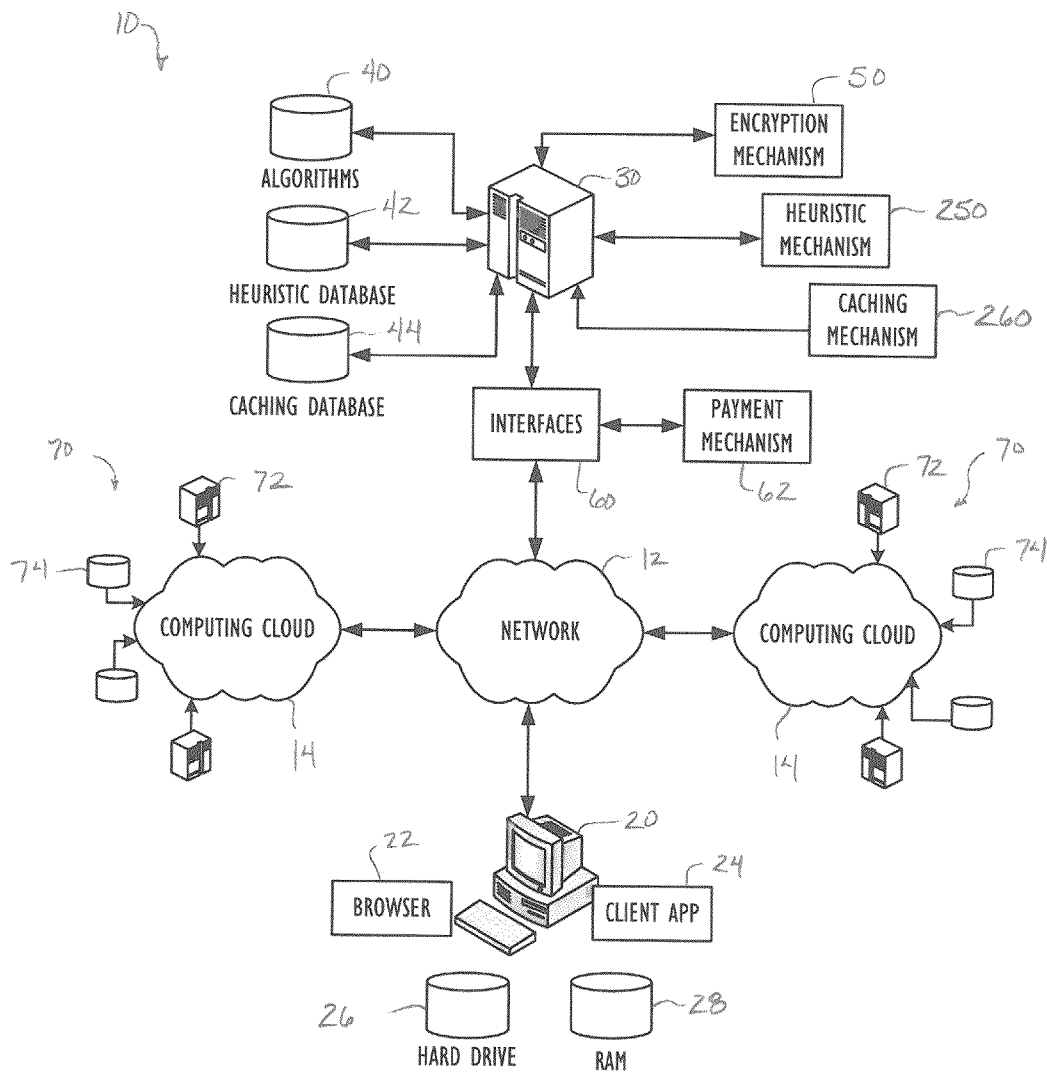 10
40
50
ENCRYPTION
MECHANISM
30
ALGORITHMS
42
HEURISTIC
MECHANISM
250
HEURISTIC DATABASE
44
CACHING
MECHANISM
260
CACHING DATABASE
INTERFACES
60
PAYMENT
MECHANISM
62
70
72
72
70
74
74
12
COMPUTING CLOUD
NETWORK
COMPUTING CLOUD
14
14
20
22
24
BROWSER
CLIENT APP
26
28
HARD DRIVE
RAM